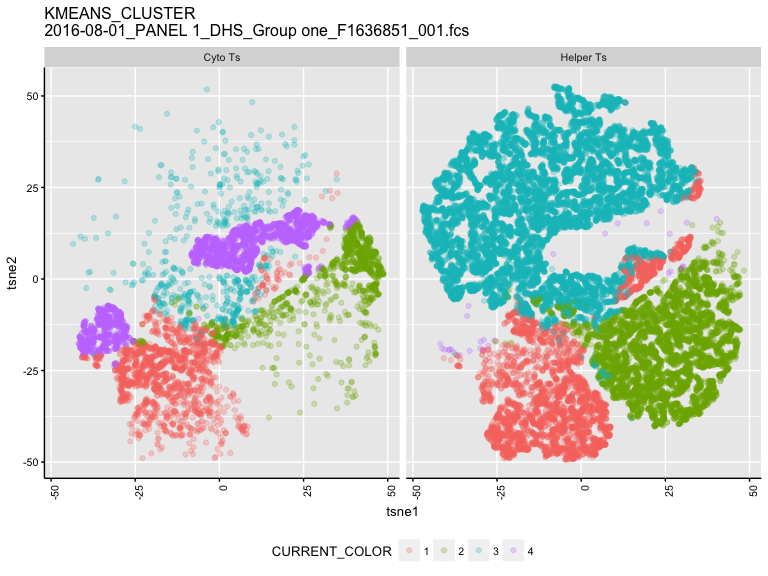 KMEANS_CLUSTER
2016-08-01_PANEL 1_DHS_Group one_F1636851_001.fcs
Cyto Ts Helper Ts
50
25
0
-25
-50
tsne2
-50 -25 0 25 50 -50 -25 0 25 50
tsne1
CURRENT_COLOR 1 2 3 4